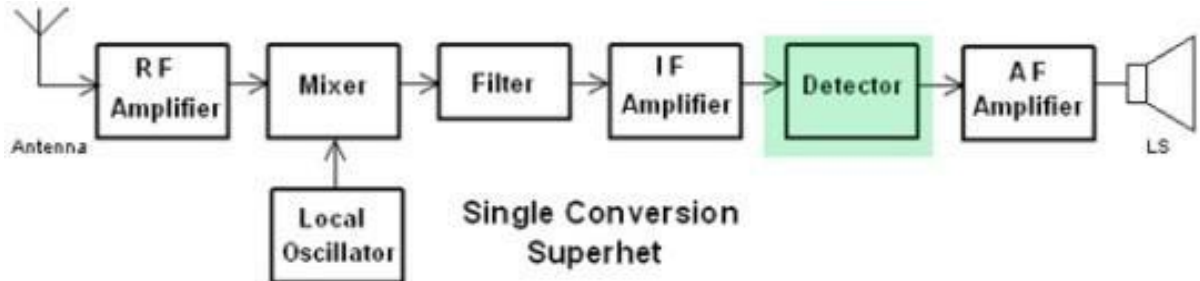 RF
Amplifier
Mixer
Filter
IF
Amplifier
Detector
AF
Amplifier
Antenna
LS
Local
Oscillator
Single Conversion
Superhet